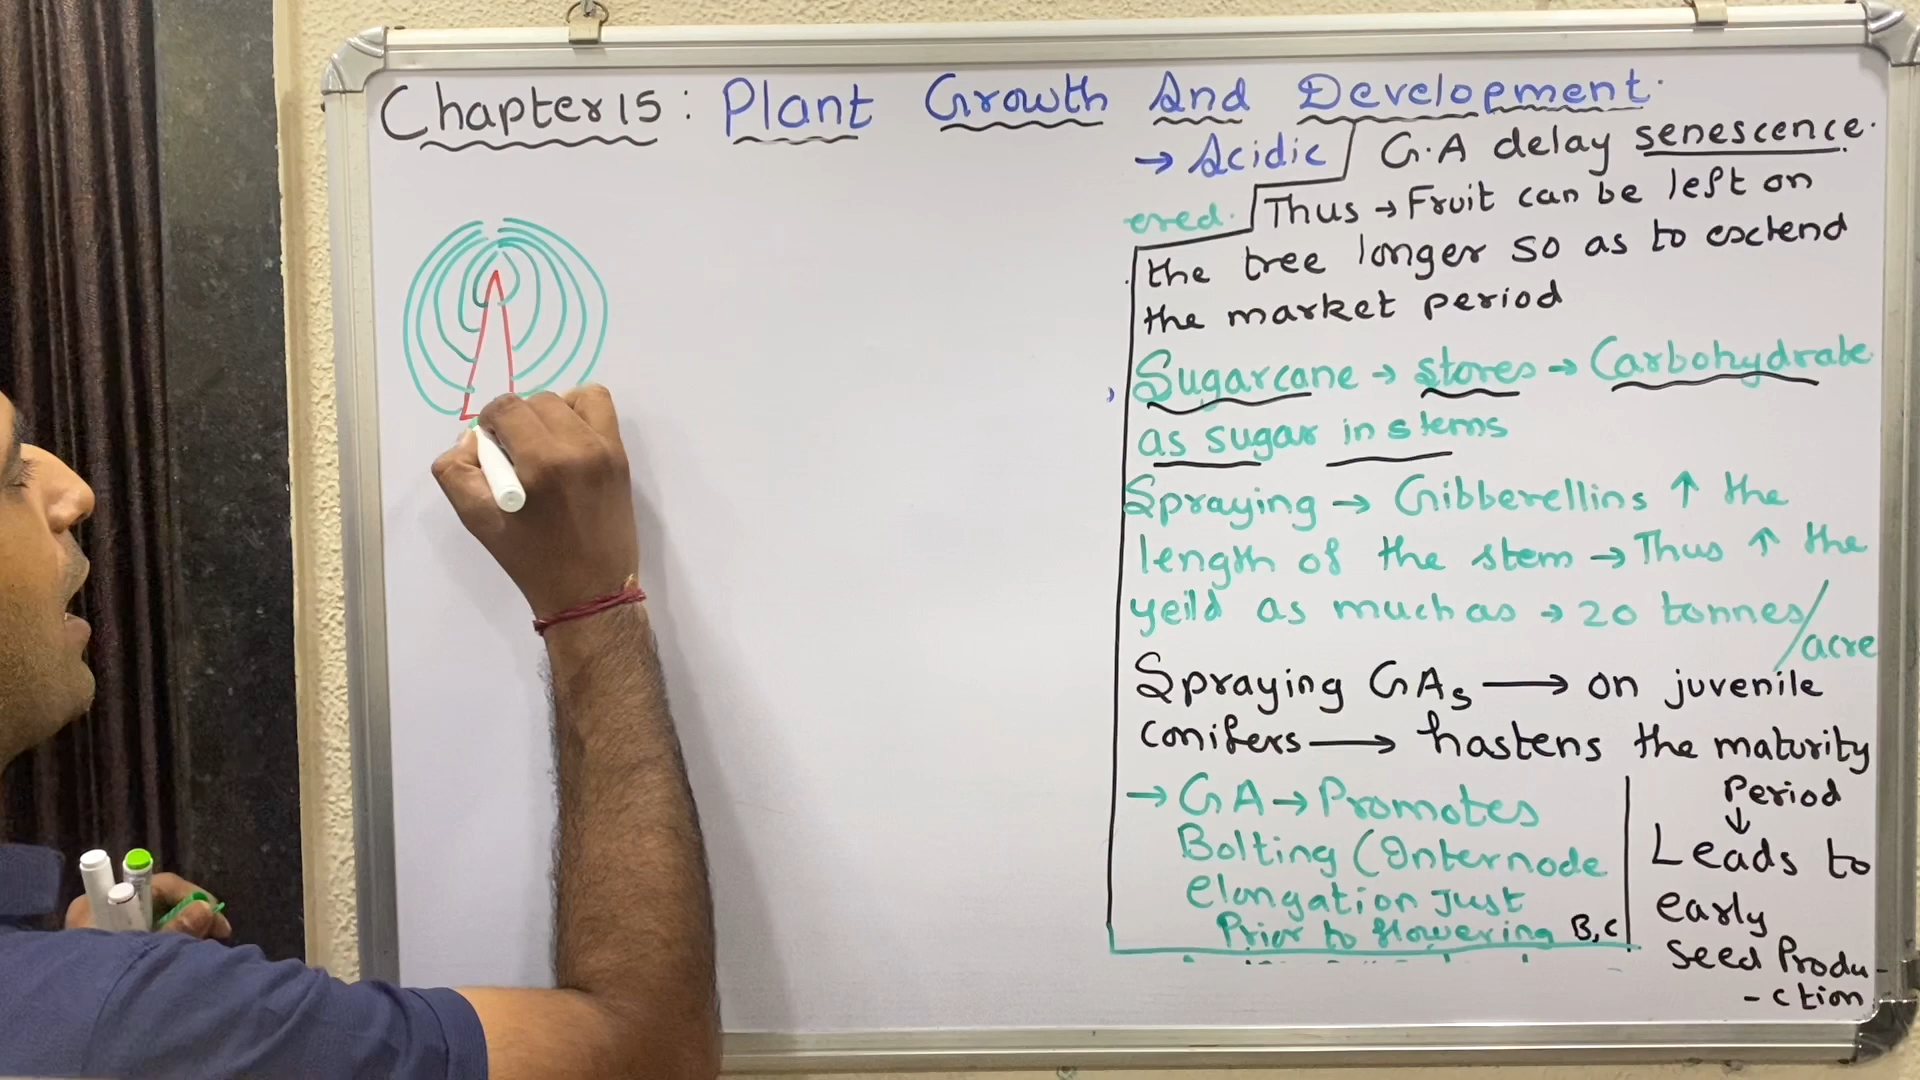 Chapter 15: Plant Growth And Development.
→ Acidic
G.A delay senescence.
ered.
Thus → Fruit can be left on
the tree longer so as to extend
the market period
Sugarcane → stores → Carbohydrate
as sugar in stems
Spraying → Gibberellins ↑ the
length of the stem → Thus ↑ the
yeild as much as → 20 tonnes/
acre
Spraying GAs → on juvenile
conifers → hastens the maturity
Period
↓
Leads to
early
seed Produ-
-ction
→ GA → Promotes
Bolting (Internode
elongation Just
Prior to flowering B,C